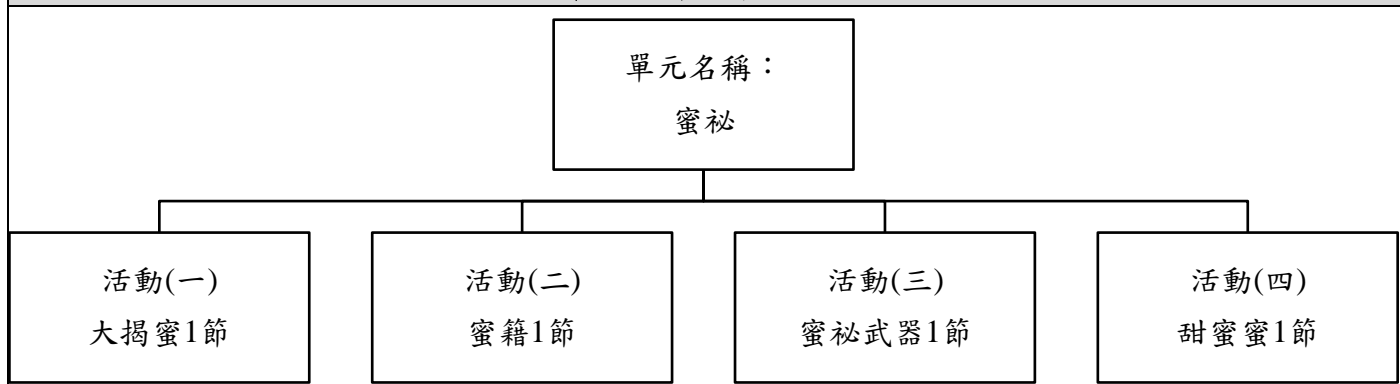 單元名稱：
蜜祕
活動(一)
大揭蜜1節
活動(二)
蜜籍1節
活動(三)
蜜祕武器1節
活動(四)
甜蜜蜜1節